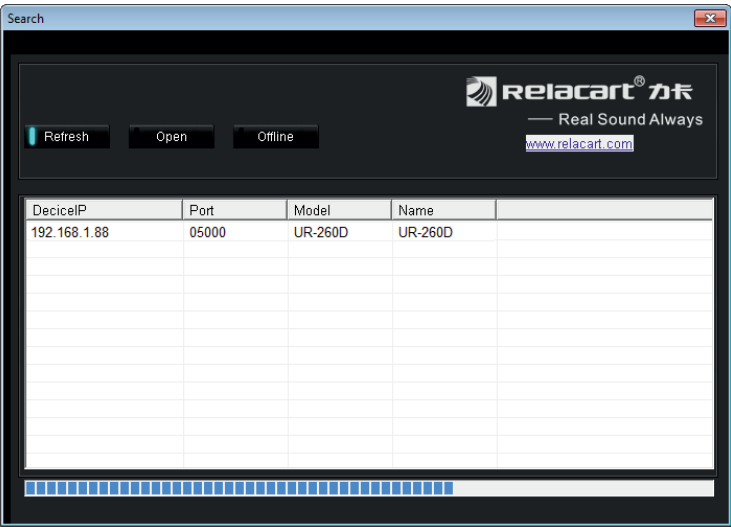 Search
Relacart® 力卡
Real Sound Always
Refresh Open Offline
www.relacart.com
DeciceIP Port Model Name
192.168.1.88 05000 UR-260D UR-260D